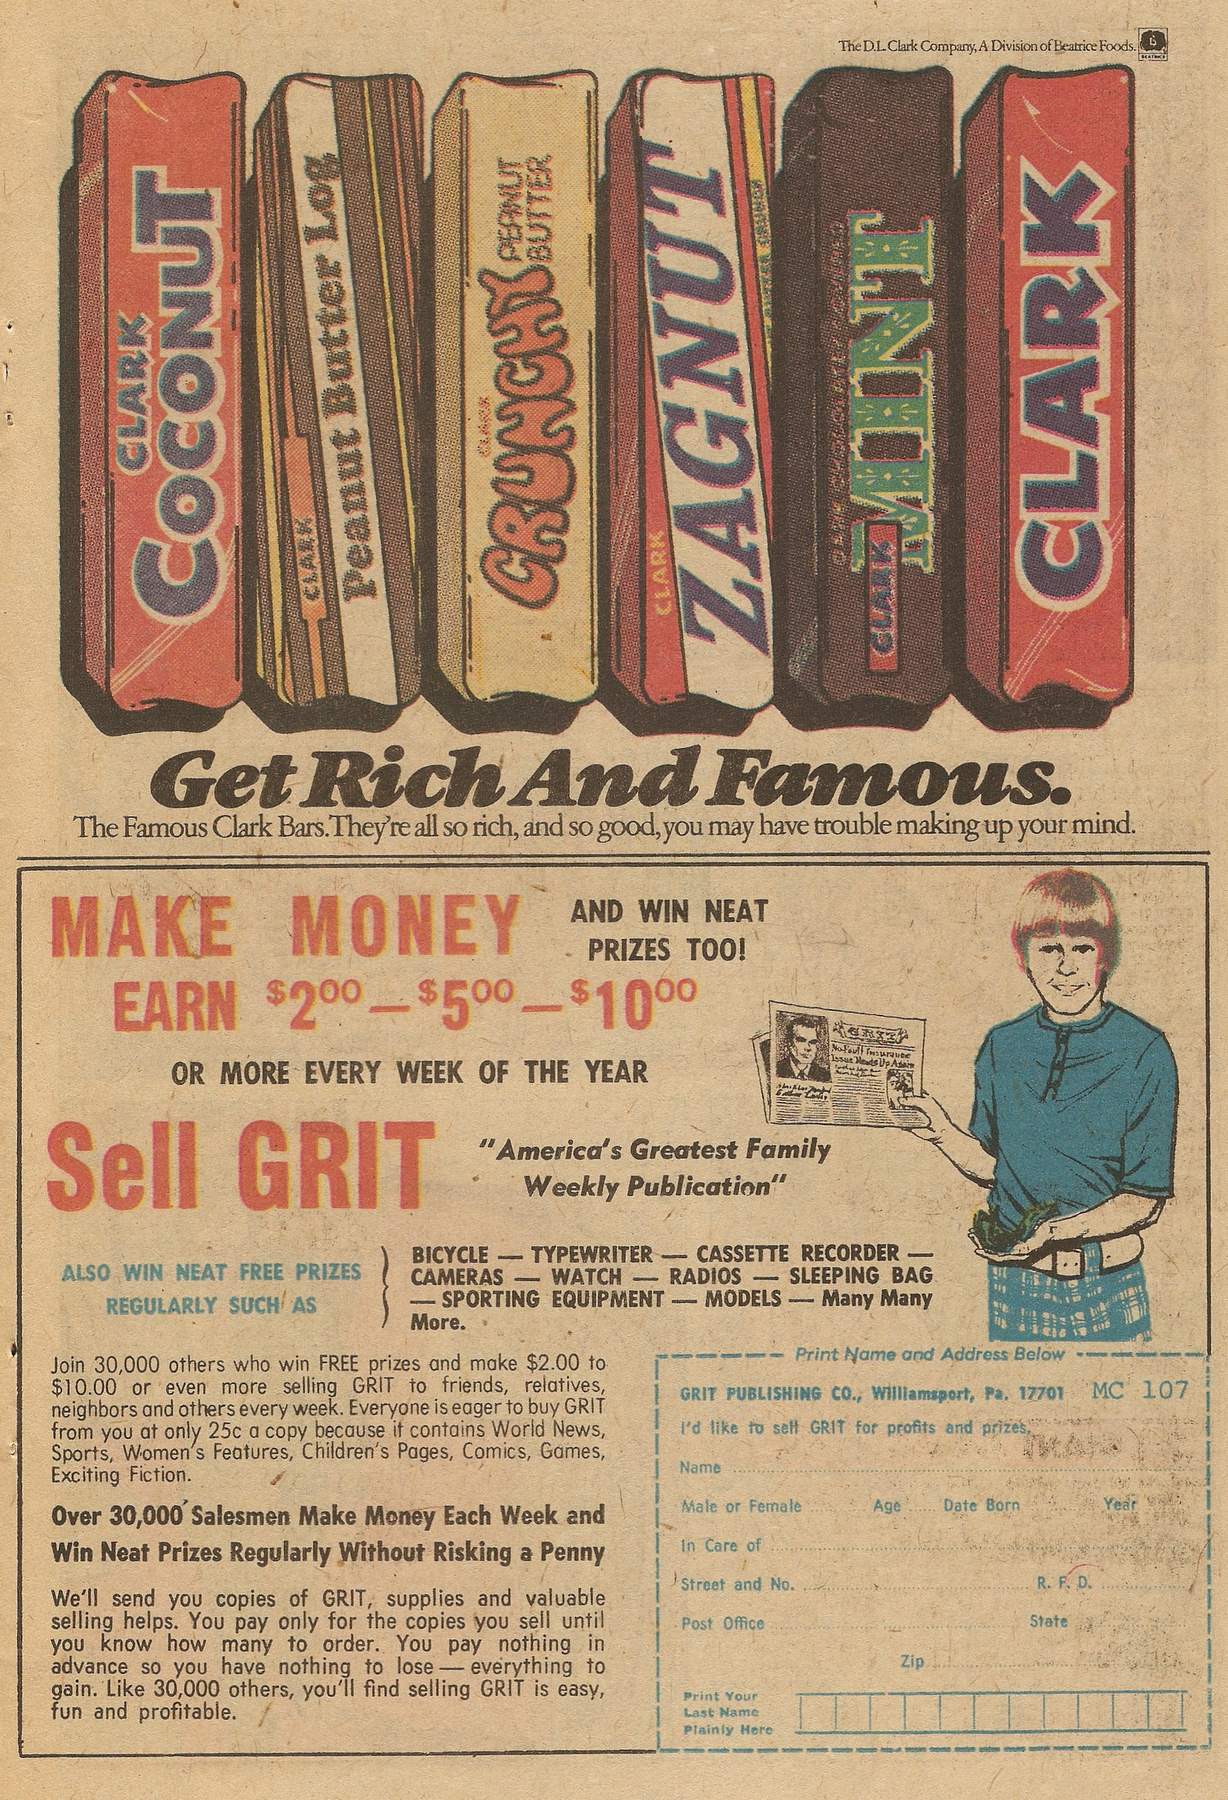 The D.L. Clark Company, A Division of Beatrice Foods.
BEATRICE
CLARK
COCONUT
CLARK
Peanut Butter Log
CLARK
CRUNCHY
PEANUT
BUTTER
CLARK
ZAGNUT
MINT
CLARK
CLARK
Get Rich And Famous.
The Famous Clark Bars. They're all so rich, and so good, you may have trouble making up your mind.
MAKE MONEY
AND WIN NEAT
PRIZES TOO!
EARN $200 — $500 — $1000
OR MORE EVERY WEEK OF THE YEAR
GRIT
No-Fault Insurance
Issue Heads Up Again
Sell GRIT
"America's Greatest Family
Weekly Publication"
ALSO WIN NEAT FREE PRIZES
REGULARLY SUCH AS
BICYCLE — TYPEWRITER — CASSETTE RECORDER —
CAMERAS — WATCH — RADIOS — SLEEPING BAG
— SPORTING EQUIPMENT — MODELS — Many Many
More.
Join 30,000 others who win FREE prizes and make $2.00 to
$10.00 or even more selling GRIT to friends, relatives,
neighbors and others every week. Everyone is eager to buy GRIT
from you at only 25c a copy because it contains World News,
Sports, Women's Features, Children's Pages, Comics, Games,
Exciting Fiction.
Over 30,000 Salesmen Make Money Each Week and
Win Neat Prizes Regularly Without Risking a Penny
We'll send you copies of GRIT, supplies and valuable
selling helps. You pay only for the copies you sell until
you know how many to order. You pay nothing in
advance so you have nothing to lose — everything to
gain. Like 30,000 others, you'll find selling GRIT is easy,
fun and profitable.
Print Name and Address Below
GRIT PUBLISHING CO., Williamsport, Pa. 17701 MC 107
I'd like to sell GRIT for profits and prizes.
Name
Male or Female Age Date Born Year
In Care of
Street and No. R. F. D.
Post Office State
Zip
Print Your
Last Name
Plainly Here